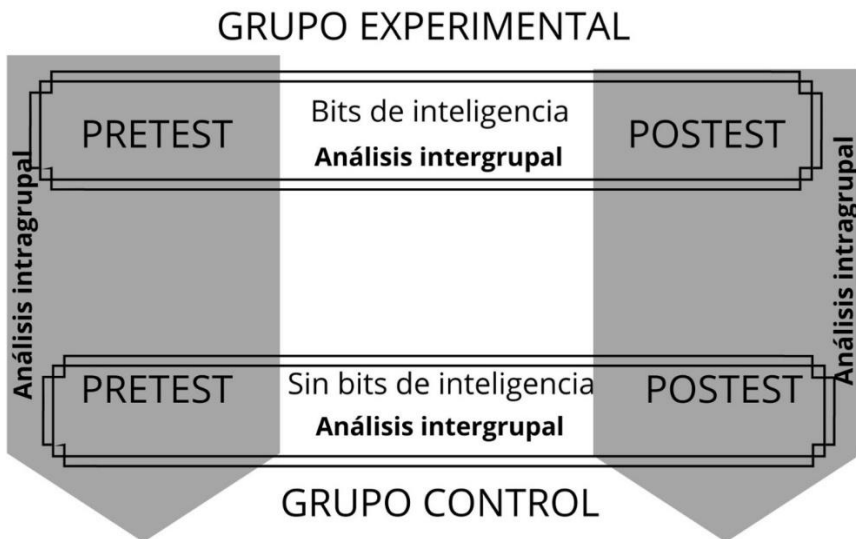 GRUPO EXPERIMENTAL
PRETEST
Bits de inteligencia
Análisis intergrupal
POSTEST
Análisis intragrupal
Análisis intragrupal
PRETEST
Sin bits de inteligencia
Análisis intergrupal
POSTEST
GRUPO CONTROL